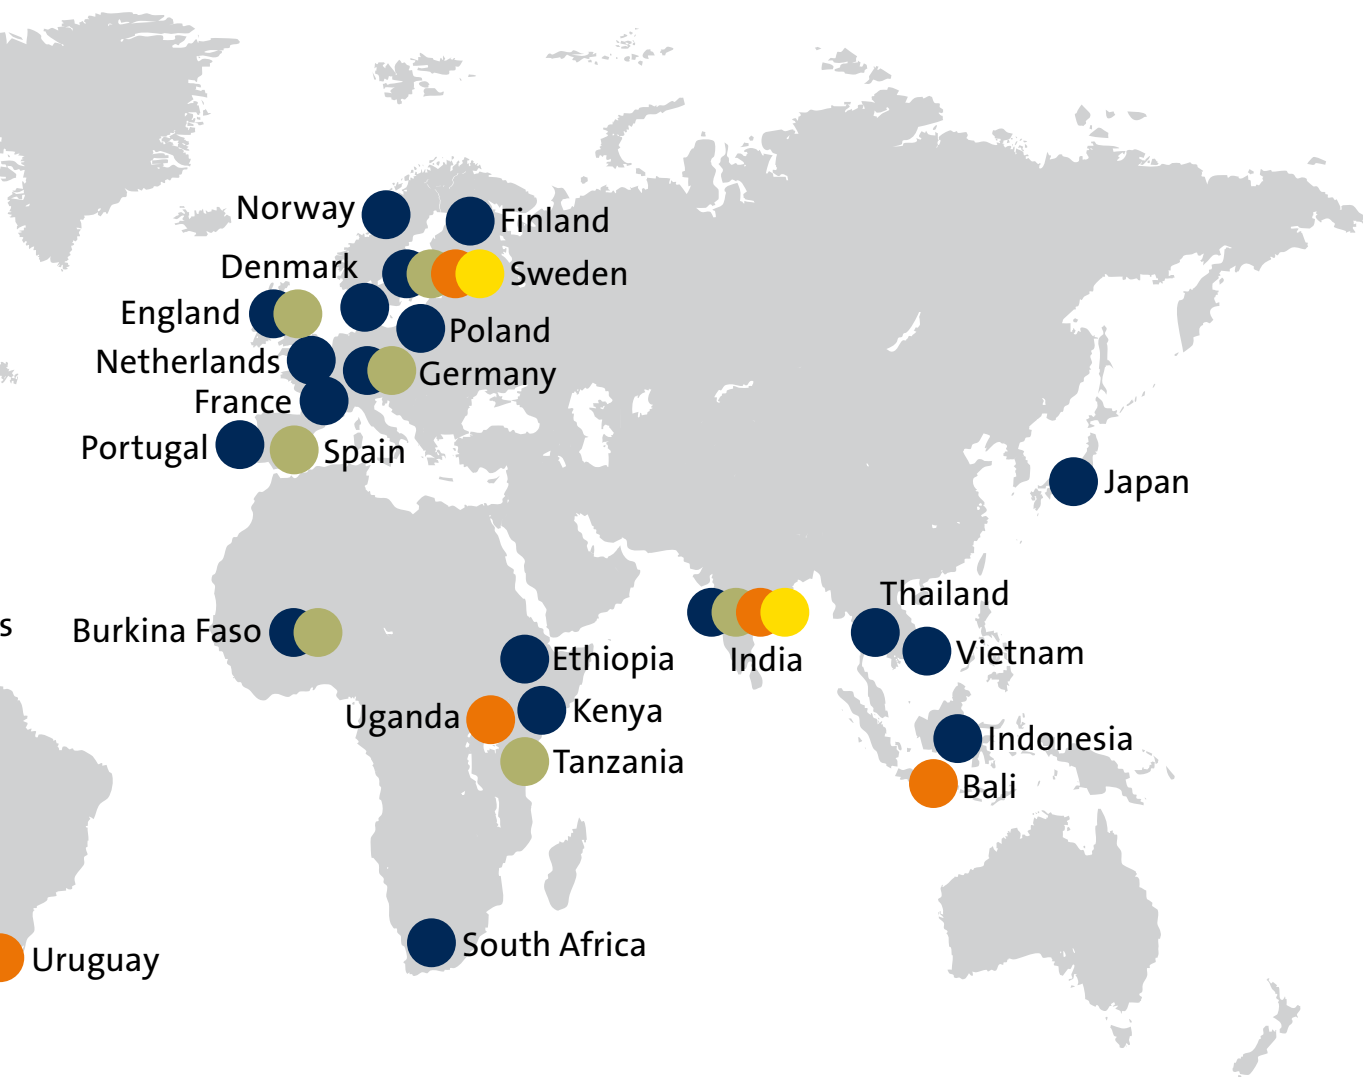 Norway
Finland
Denmark
Sweden
England
Poland
Netherlands
Germany
France
Portugal
Spain
Japan
Thailand
s
Burkina Faso
Ethiopia
India
Vietnam
Uganda
Kenya
Indonesia
Tanzania
Bali
South Africa
Uruguay